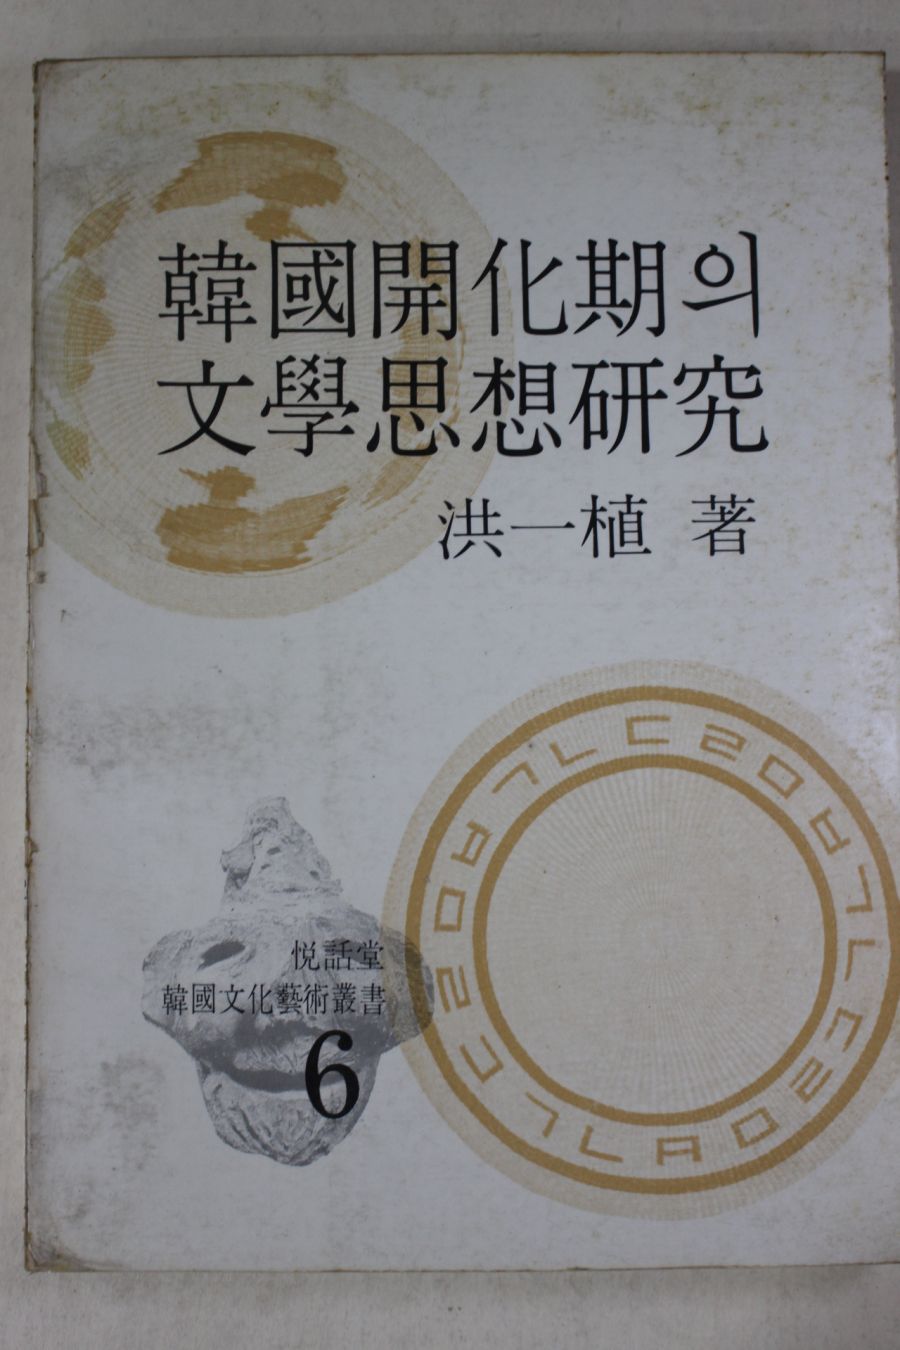 韓國開化期의
文學思想研究
洪一植 著
悅話堂
韓國文化藝術叢書
6
ㄱㄴㄷㄹㅁㅂㄱㄴㄷㄹㅁㅂㄱㄴㄷㄹㅁㅂ